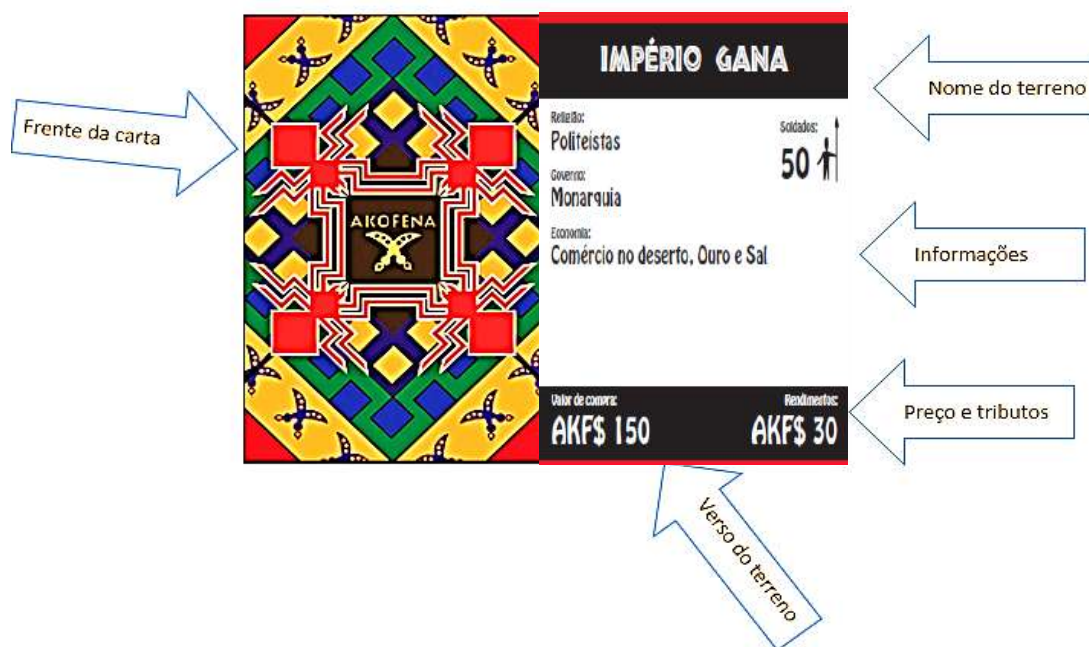 Frente da carta
AKOFENA
IMPÉRIO GANA
Religião:
Politeístas
Soldados:
50
Governo:
Monarquia
Economia:
Comércio no deserto, Ouro e Sal
Valor de compra:
AKF$ 150
Rendimentos:
AKF$ 30
Nome do terreno
Informações
Preço e tributos
Verso do terreno